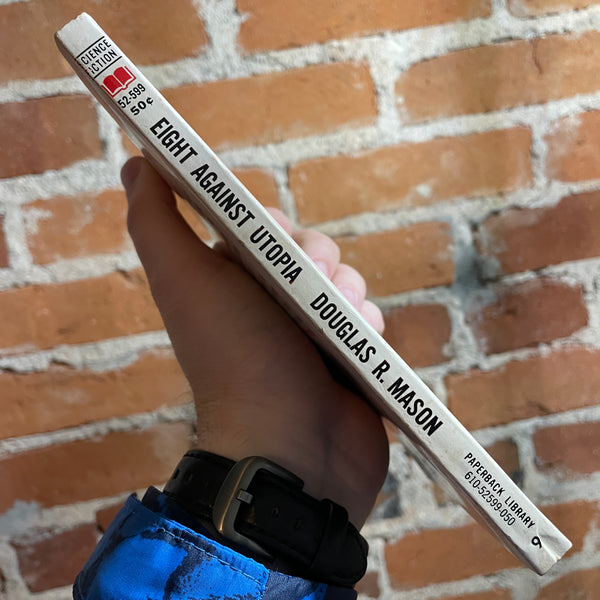 CIENCE
FICTION
52-599
50¢
EIGHT AGAINST UTOPIA DOUGLAS R. MASON
PAPERBACK LIBRARY
610-52599-050